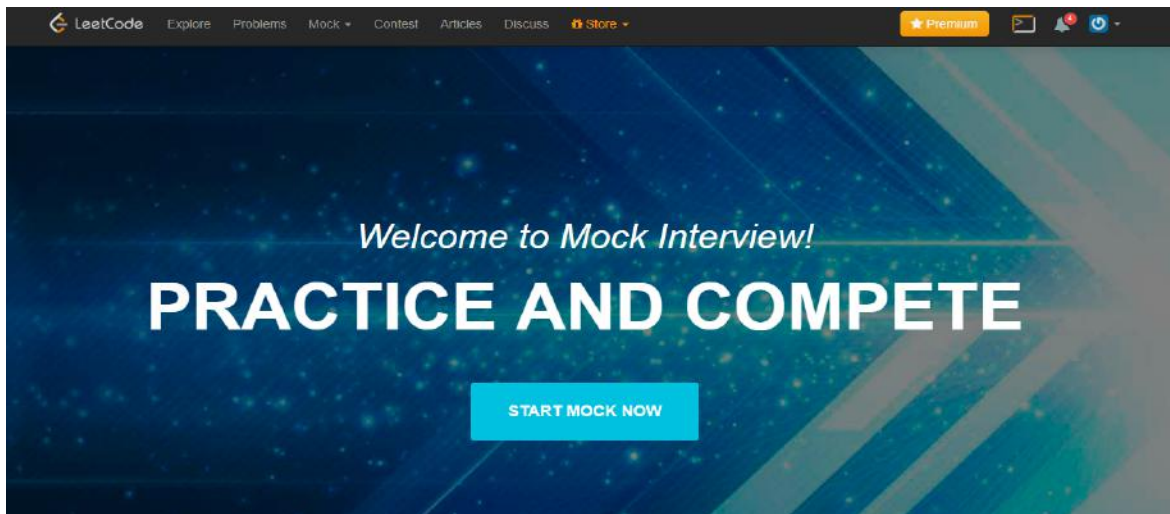 LeetCode Explore Problems Mock Contest Articles Discuss Store Premium 4
Welcome to Mock Interview!
PRACTICE AND COMPETE
START MOCK NOW